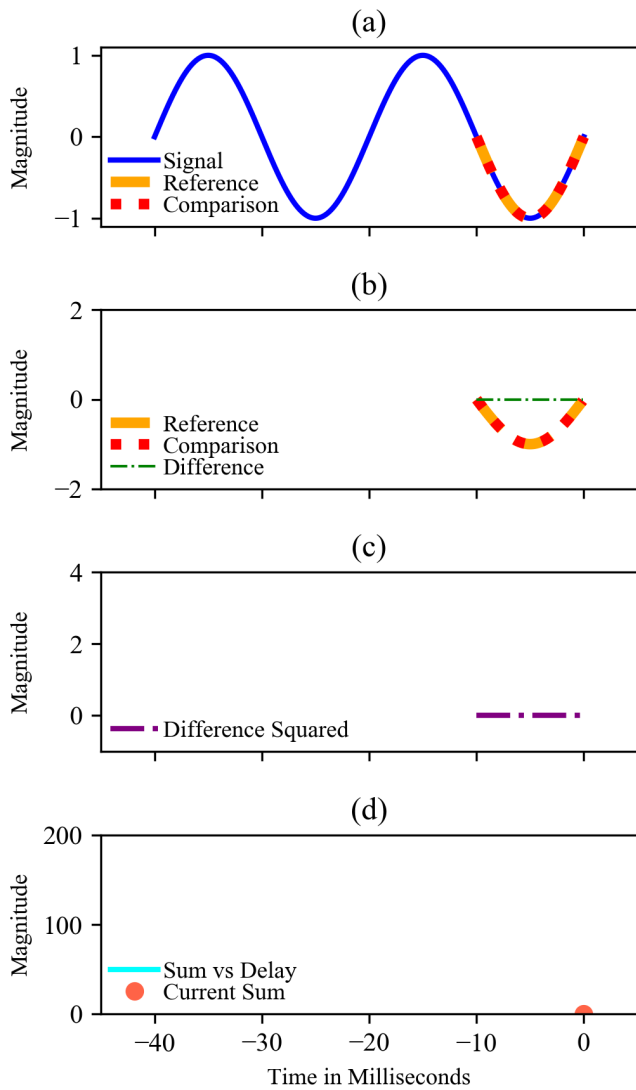 (a)
Magnitude
1
0
−1
Signal
Reference
Comparison
(b)
Magnitude
2
0
−2
Reference
Comparison
Difference
(c)
Magnitude
4
2
0
Difference Squared
(d)
Magnitude
200
100
0
Sum vs Delay
Current Sum
−40 −30 −20 −10 0
Time in Milliseconds